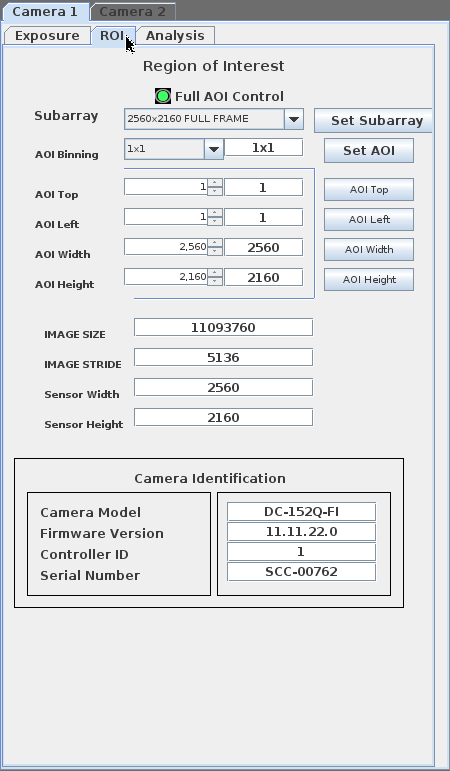 Camera 1 Camera 2
Exposure ROI Analysis
Region of Interest
Full AOI Control
Subarray 2560x2160 FULL FRAME Set Subarray
AOI Binning 1x1 1x1 Set AOI
AOI Top 1 1 AOI Top
AOI Left 1 1 AOI Left
AOI Width 2,560 2560 AOI Width
AOI Height 2,160 2160 AOI Height
IMAGE SIZE 11093760
IMAGE STRIDE 5136
Sensor Width 2560
Sensor Height 2160
Camera Identification
Camera Model DC-152Q-FI
Firmware Version 11.11.22.0
Controller ID 1
Serial Number SCC-00762